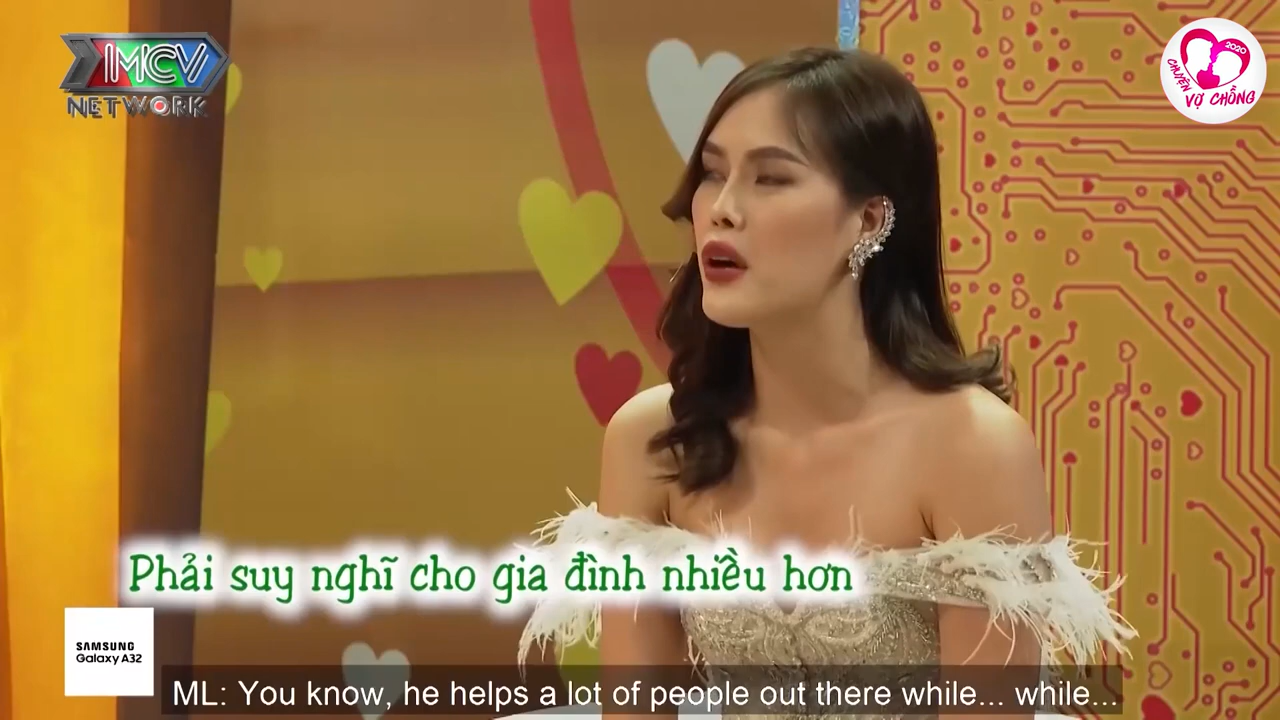 MCV
NETWORK
2020
CHUYỆN
VỢ CHỒNG
Phải suy nghĩ cho gia đình nhiều hơn
SAMSUNG
Galaxy A32
ML: You know, he helps a lot of people out there while... while...